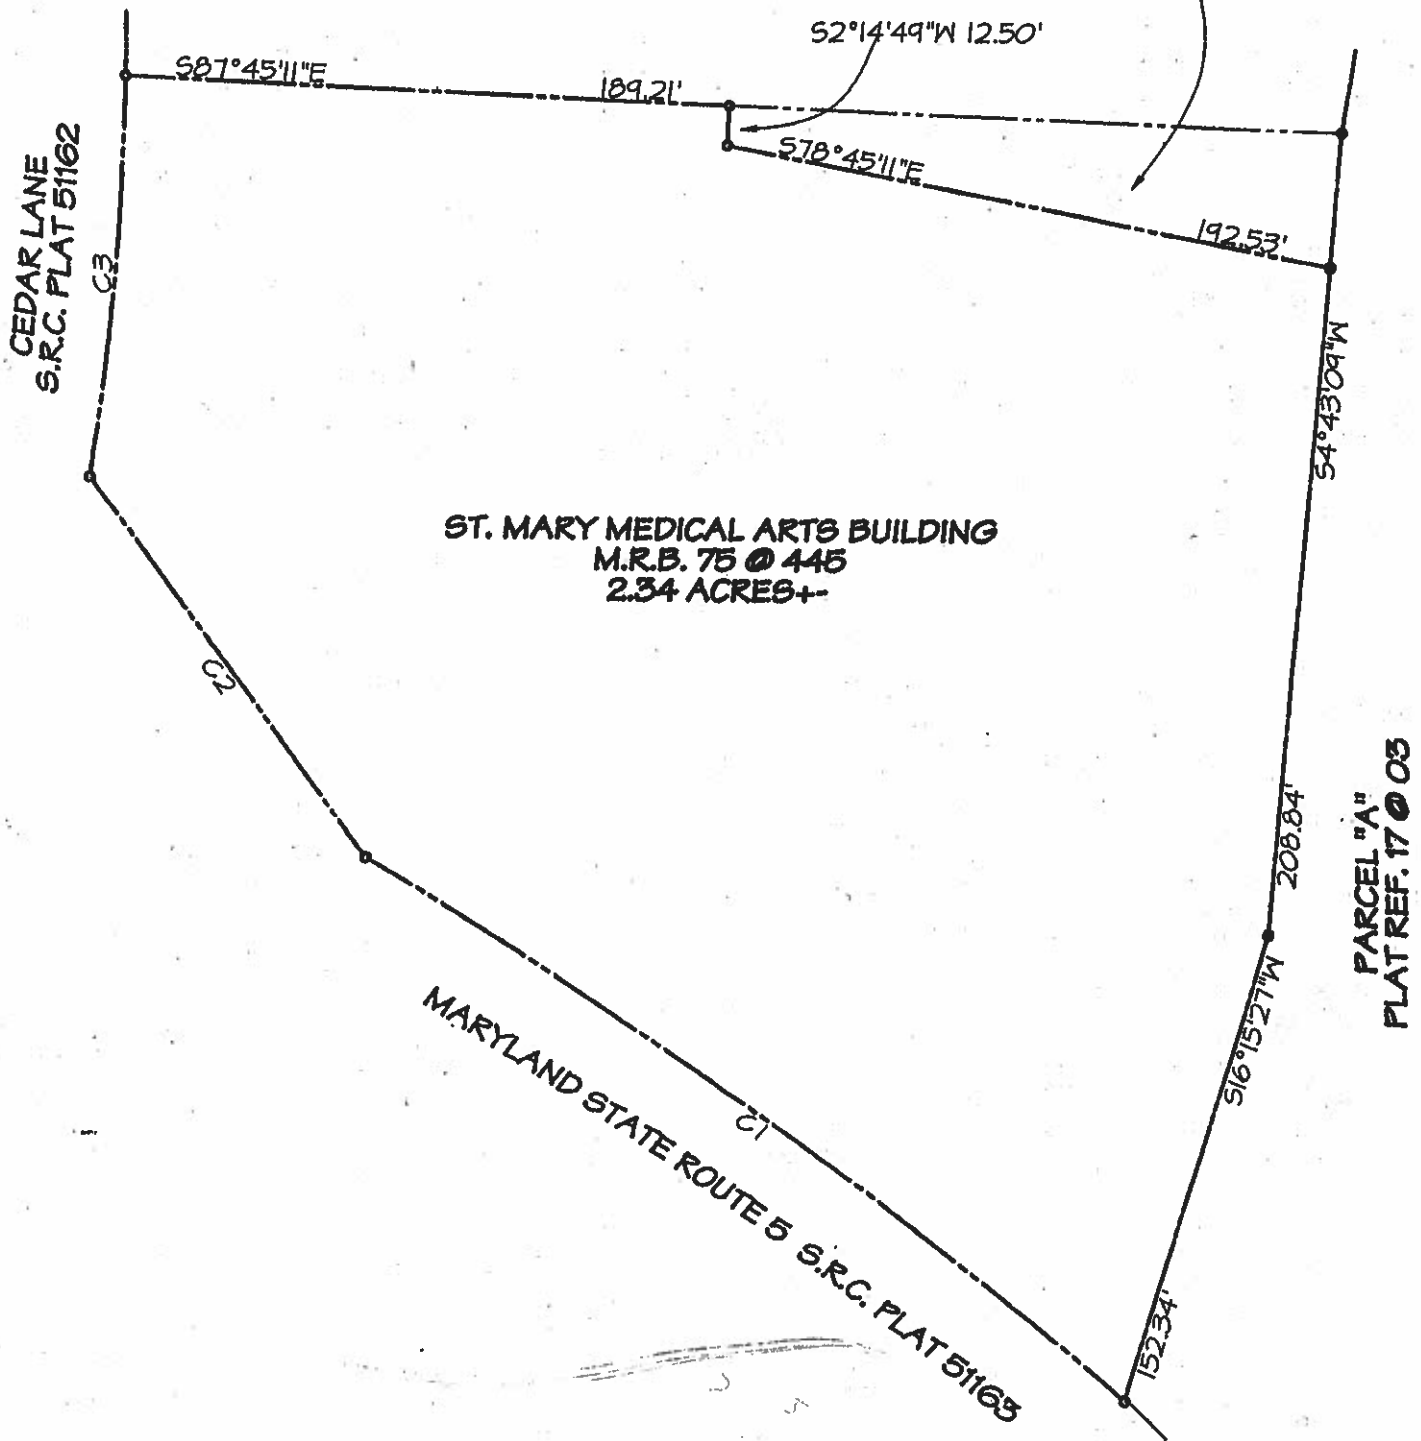 S2°14'49"W 12.50'
S87°45'11"E
189.21'
S78°45'11"E
192.53'
CEDAR LANE
S.R.C. PLAT 51162
C3
S4°43'09"W
208.84'
ST. MARY MEDICAL ARTS BUILDING
M.R.B. 75 @ 445
2.34 ACRES+-
C2
PARCEL "A"
PLAT REF. 17 @ 03
S16°15'27"W
152.34'
C1
MARYLAND STATE ROUTE 5 S.R.C. PLAT 51163